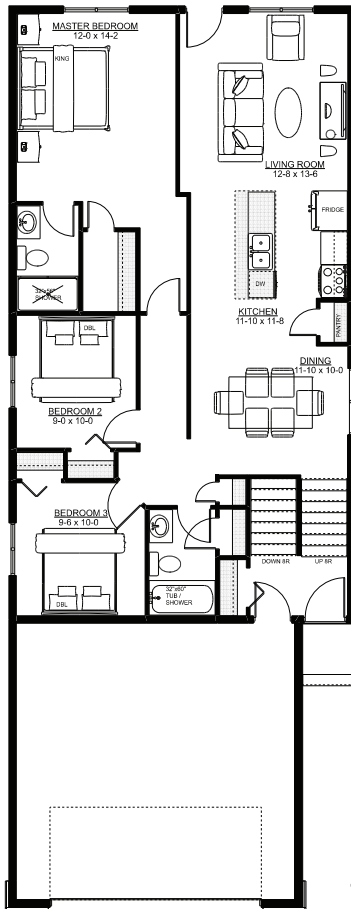 MASTER BEDROOM
12-0 x 14-2
KING
LIVING ROOM
12-8 x 13-6
FRIDGE
32"x56"
SHOWER
DW
KITCHEN
11-10 x 11-8
PANTRY
DBL
DINING
11-10 x 10-0
BEDROOM 2
9-0 x 10-0
BEDROOM 3
9-6 x 10-0
DOWN 8R
UP 8R
32"x60"
TUB /
SHOWER
DBL